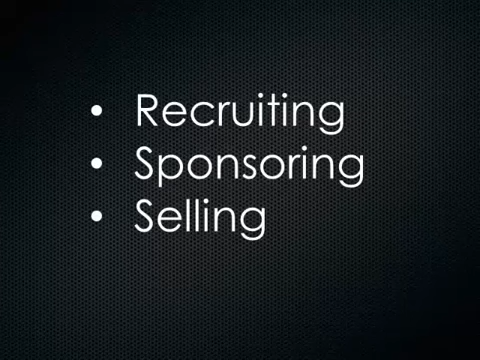 • Recruiting
• Sponsoring
• Selling